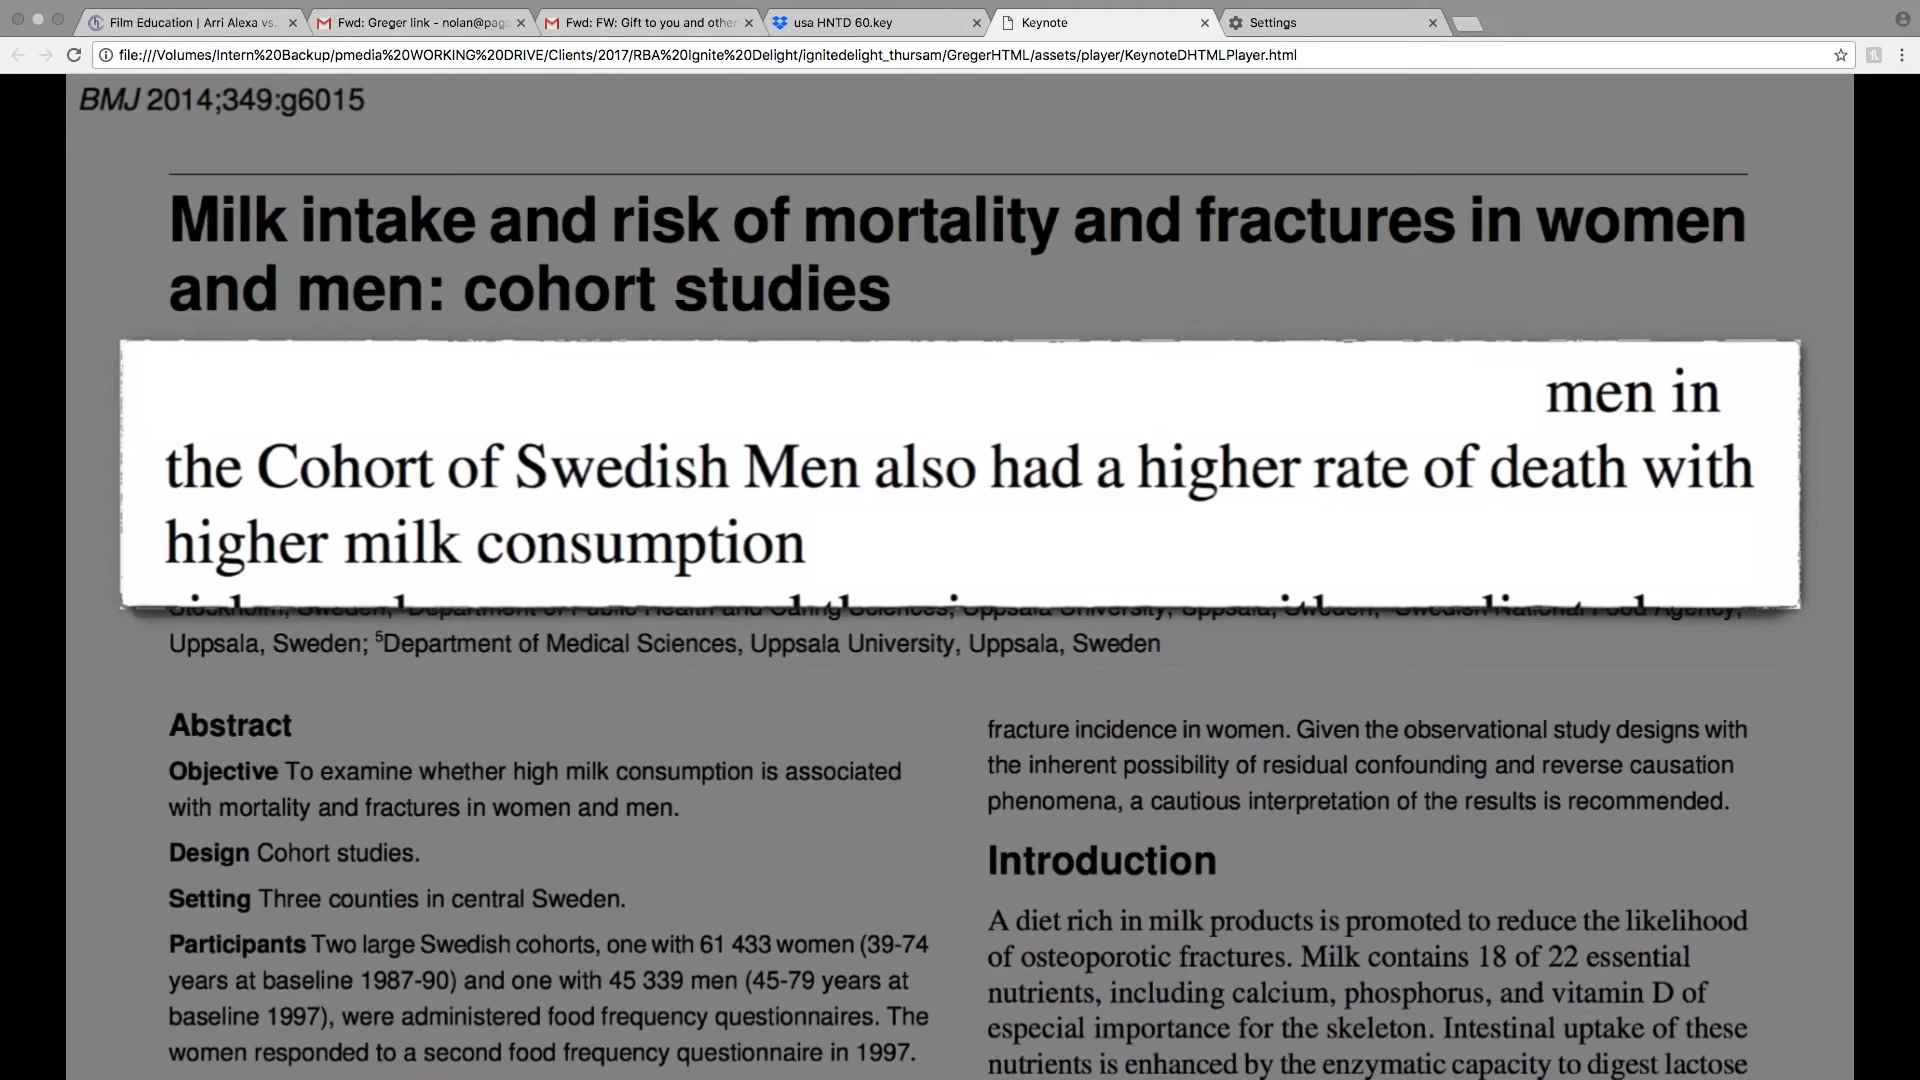 Film Education | Arri Alexa vs.
Fwd: Greger link - nolan@pag
Fwd: FW: Gift to you and othe
usa HNTD 60.key
Keynote
Settings
file:///Volumes/Intern%20Backup/pmedia%20WORKING%20DRIVE/Clients/2017/RBA%20Ignite%20Delight/ignitedelight_thursam/GregerHTML/assets/player/KeynoteDHTMLPlayer.html
BMJ 2014;349:g6015
Milk intake and risk of mortality and fractures in women
and men: cohort studies
men in
the Cohort of Swedish Men also had a higher rate of death with
higher milk consumption
Uppsala, Sweden; ⁵Department of Medical Sciences, Uppsala University, Uppsala, Sweden
Abstract
Objective To examine whether high milk consumption is associated
with mortality and fractures in women and men.
Design Cohort studies.
Setting Three counties in central Sweden.
Participants Two large Swedish cohorts, one with 61 433 women (39-74
years at baseline 1987-90) and one with 45 339 men (45-79 years at
baseline 1997), were administered food frequency questionnaires. The
women responded to a second food frequency questionnaire in 1997.
fracture incidence in women. Given the observational study designs with
the inherent possibility of residual confounding and reverse causation
phenomena, a cautious interpretation of the results is recommended.
Introduction
A diet rich in milk products is promoted to reduce the likelihood
of osteoporotic fractures. Milk contains 18 of 22 essential
nutrients, including calcium, phosphorus, and vitamin D of
especial importance for the skeleton. Intestinal uptake of these
nutrients is enhanced by the enzymatic capacity to digest lactose